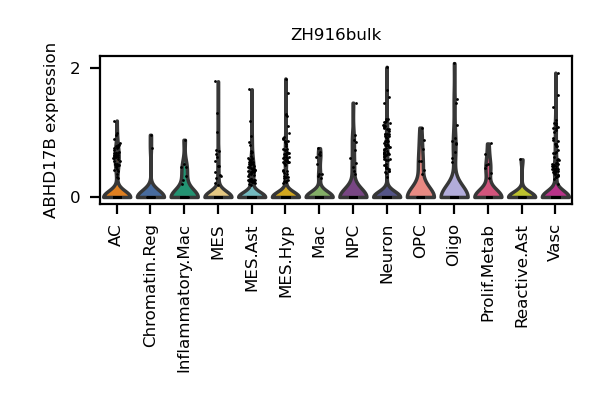 ZH916bulk
ABHD17B expression
2
0
AC
Chromatin.Reg
Inflammatory.Mac
MES
MES.Ast
MES.Hyp
Mac
NPC
Neuron
OPC
Oligo
Prolif.Metab
Reactive.Ast
Vasc